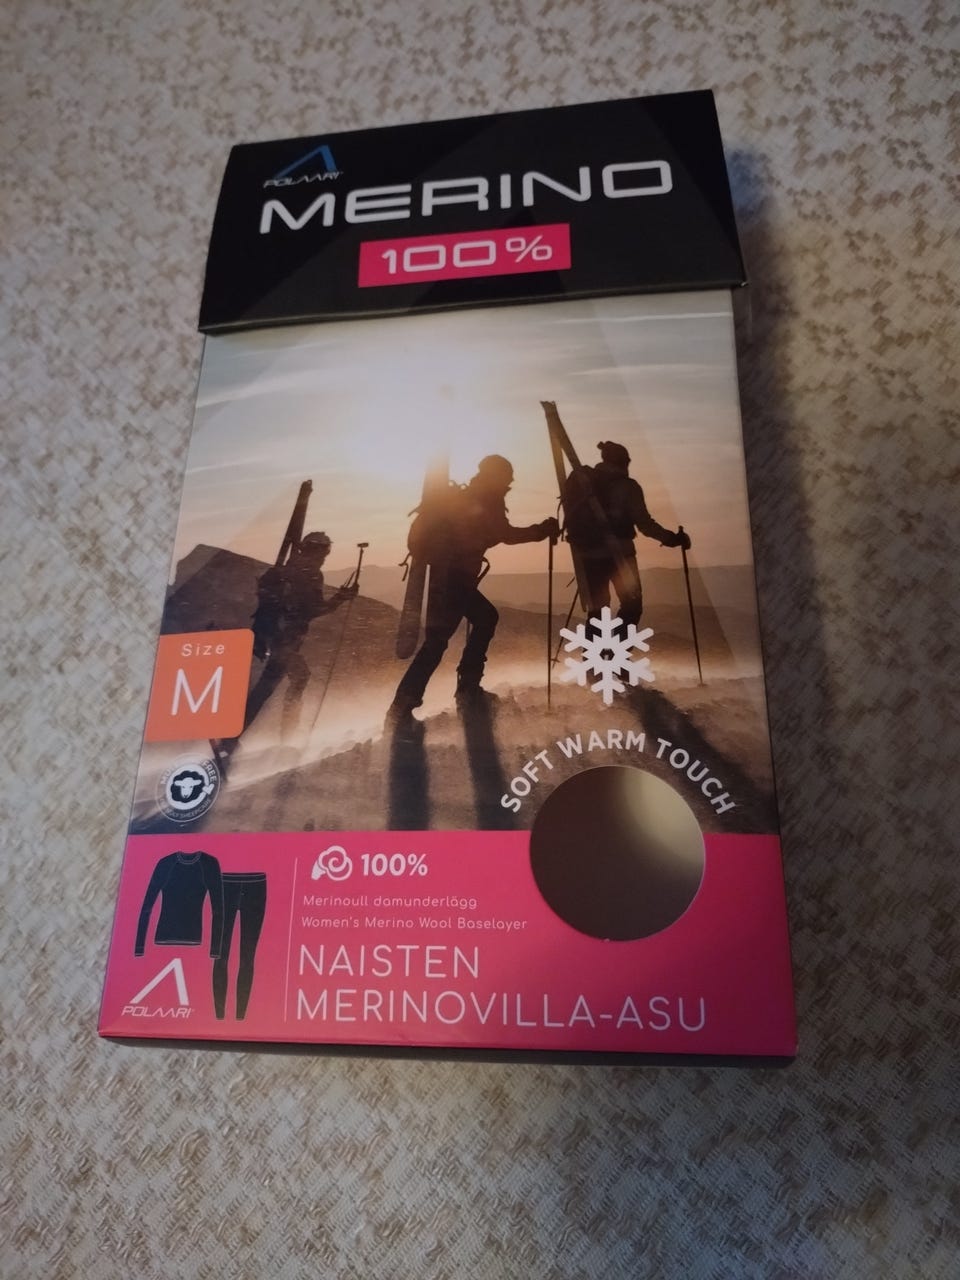 POLAARI
MERINO
100%
Size
M
SOFT WARM TOUCH
100%
Merinoull damunderlägg
Women's Merino Wool Baselayer
NAISTEN
MERINOVILLA-ASU
POLAARI